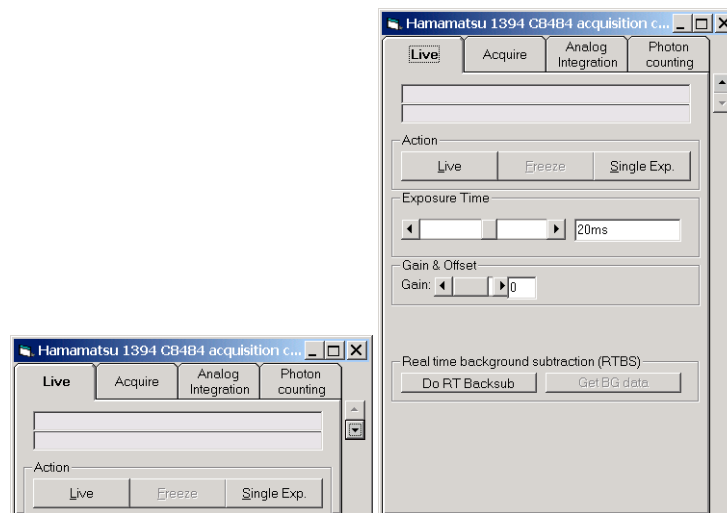 Hamamatsu 1394 C8484 acquisition c...
Live
Acquire
Analog
Integration
Photon
counting
Action
Live
Freeze
Single Exp.
Exposure Time
20ms
Gain & Offset
Gain:
0
Real time background subtraction (RTBS)
Do RT Backsub
Get BG data
Hamamatsu 1394 C8484 acquisition c...
Live
Acquire
Analog
Integration
Photon
counting
Action
Live
Freeze
Single Exp.